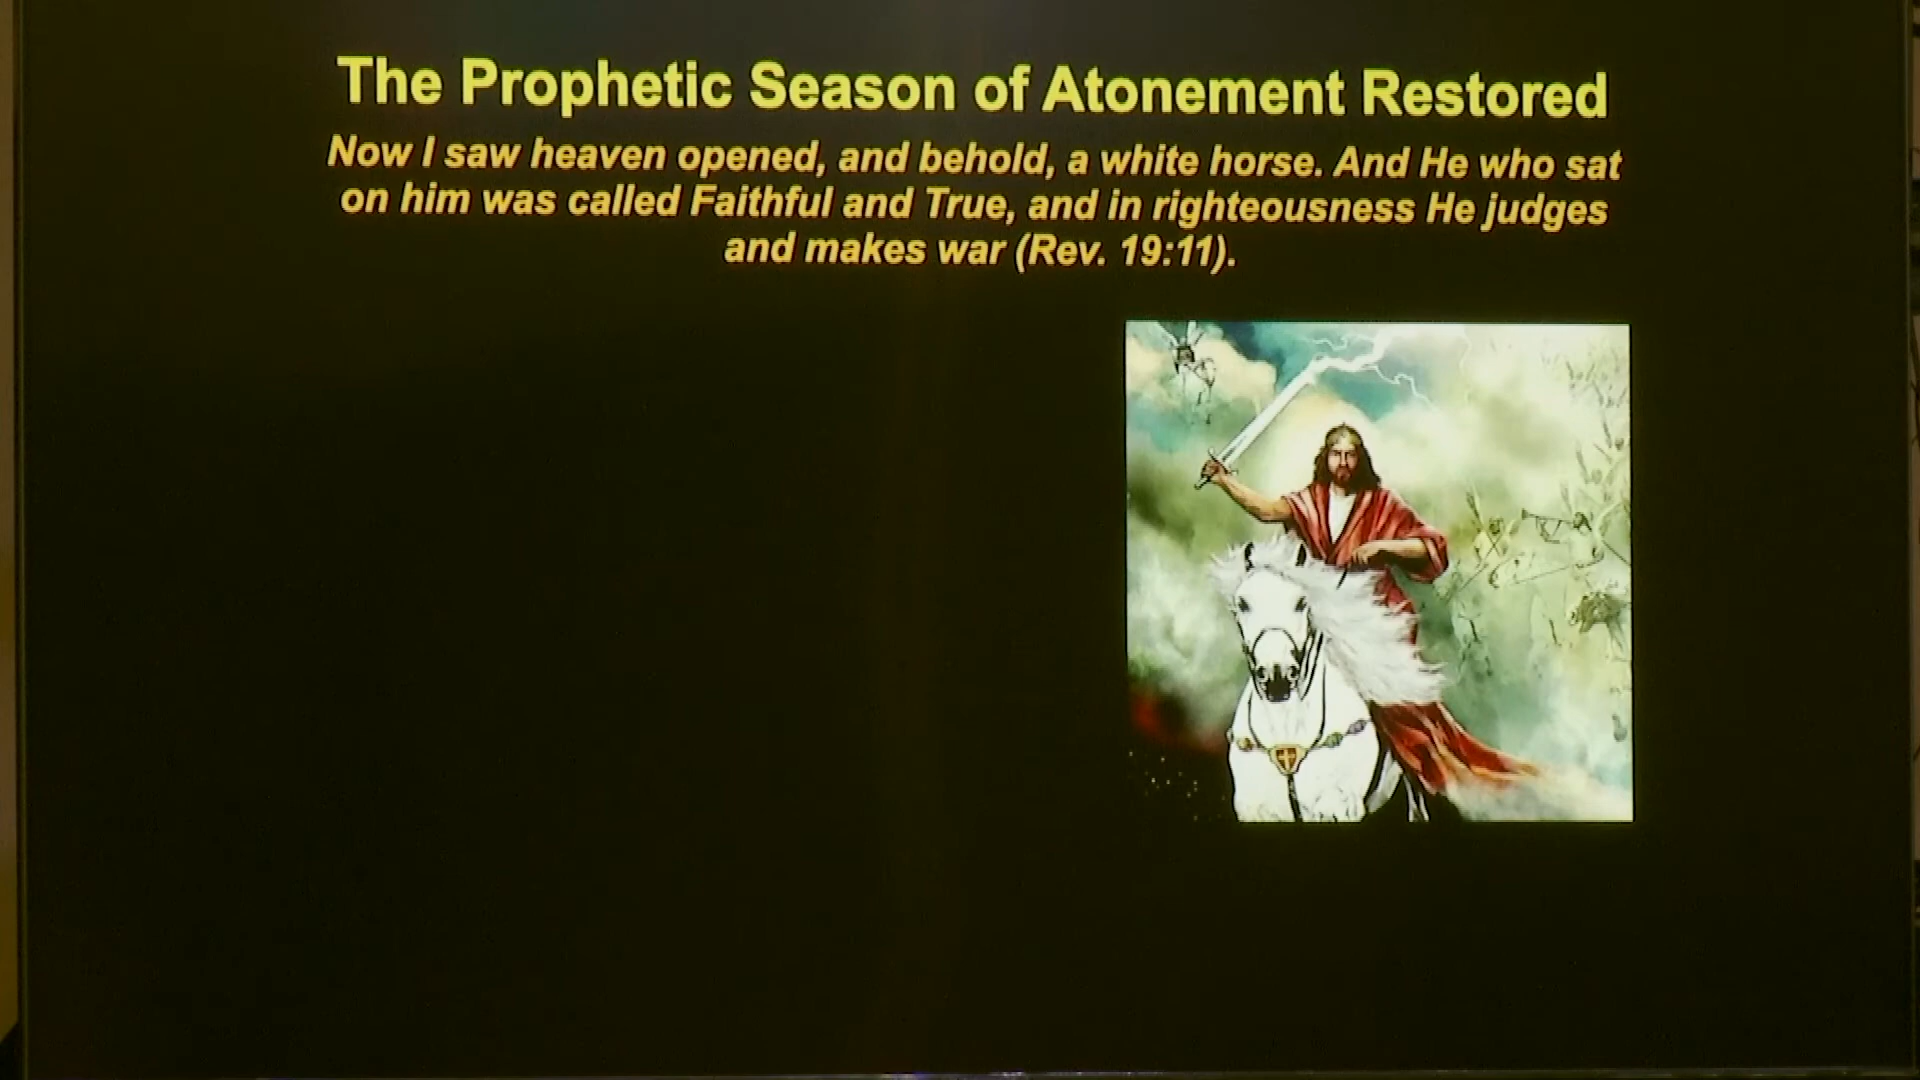 The Prophetic Season of Atonement Restored
Now I saw heaven opened, and behold, a white horse. And He who sat
on him was called Faithful and True, and in righteousness He judges
and makes war (Rev. 19:11).